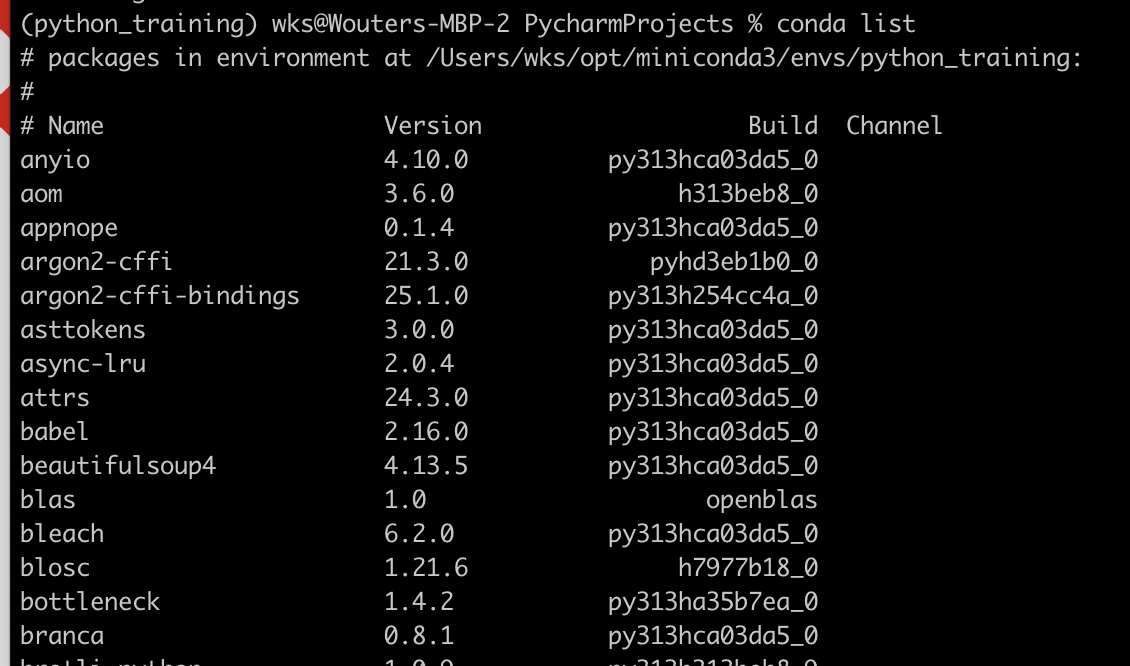 (python_training) wks@Wouters-MBP-2 PycharmProjects % conda list
# packages in environment at /Users/wks/opt/miniconda3/envs/python_training:
#
# Name                    Version                   Build  Channel
anyio                     4.10.0          py313hca03da5_0
aom                       3.6.0                h313beb8_0
appnope                   0.1.4           py313hca03da5_0
argon2-cffi               21.3.0             pyhd3eb1b0_0
argon2-cffi-bindings      25.1.0          py313h254cc4a_0
asttokens                 3.0.0           py313hca03da5_0
async-lru                 2.0.4           py313hca03da5_0
attrs                     24.3.0          py313hca03da5_0
babel                     2.16.0          py313hca03da5_0
beautifulsoup4            4.13.5          py313hca03da5_0
blas                      1.0                    openblas
bleach                    6.2.0           py313hca03da5_0
blosc                     1.21.6               h7977b18_0
bottleneck                1.4.2           py313ha35b7ea_0
branca                    0.8.1           py313hca03da5_0